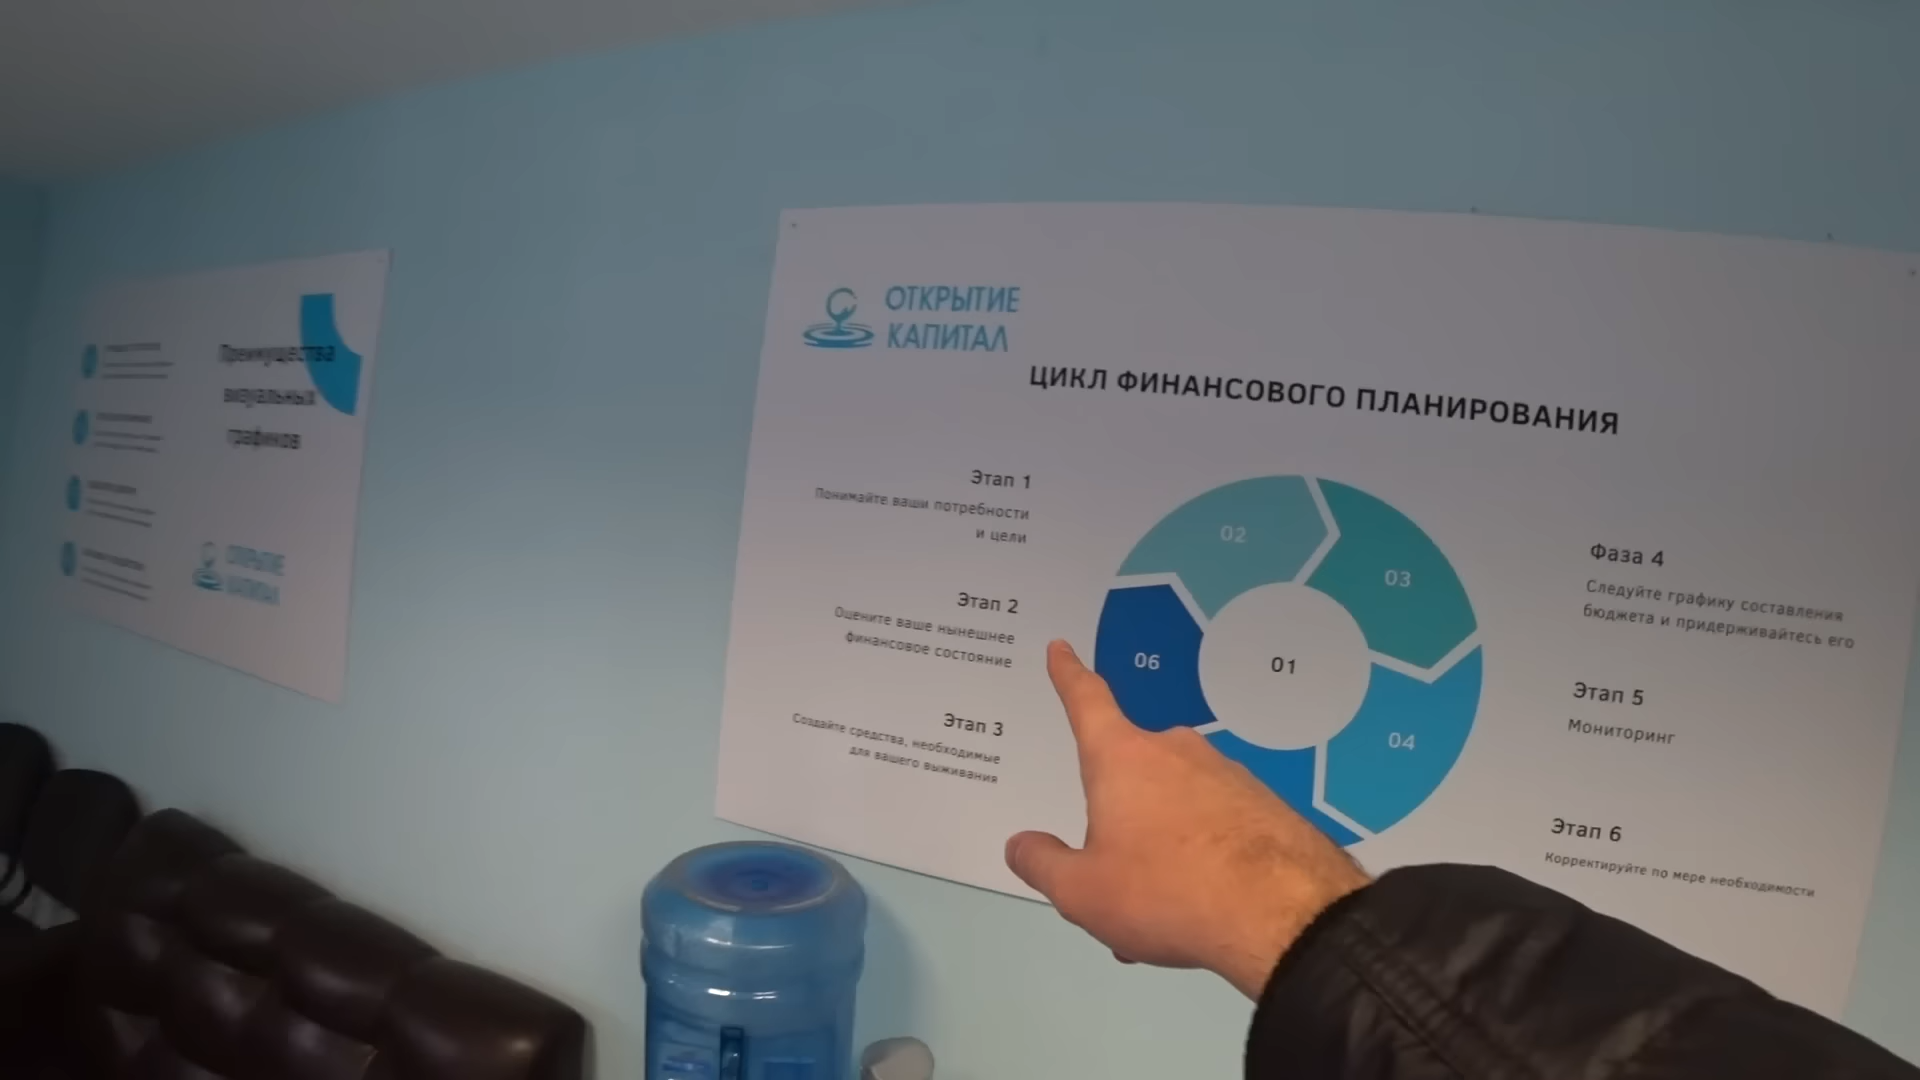 Преимущества
визуальных
графиков
ОТКРЫТИЕ
КАПИТАЛ
ОТКРЫТИЕ
КАПИТАЛ
ЦИКЛ ФИНАНСОВОГО ПЛАНИРОВАНИЯ
Этап 1
Понимайте ваши потребности
и цели
Этап 2
Оцените ваше нынешнее
финансовое состояние
Этап 3
Создайте средства, необходимые
для вашего выживания
02
03
06
01
04
Фаза 4
Следуйте графику составления
бюджета и придерживайтесь его
Этап 5
Мониторинг
Этап 6
Корректируйте по мере необходимости